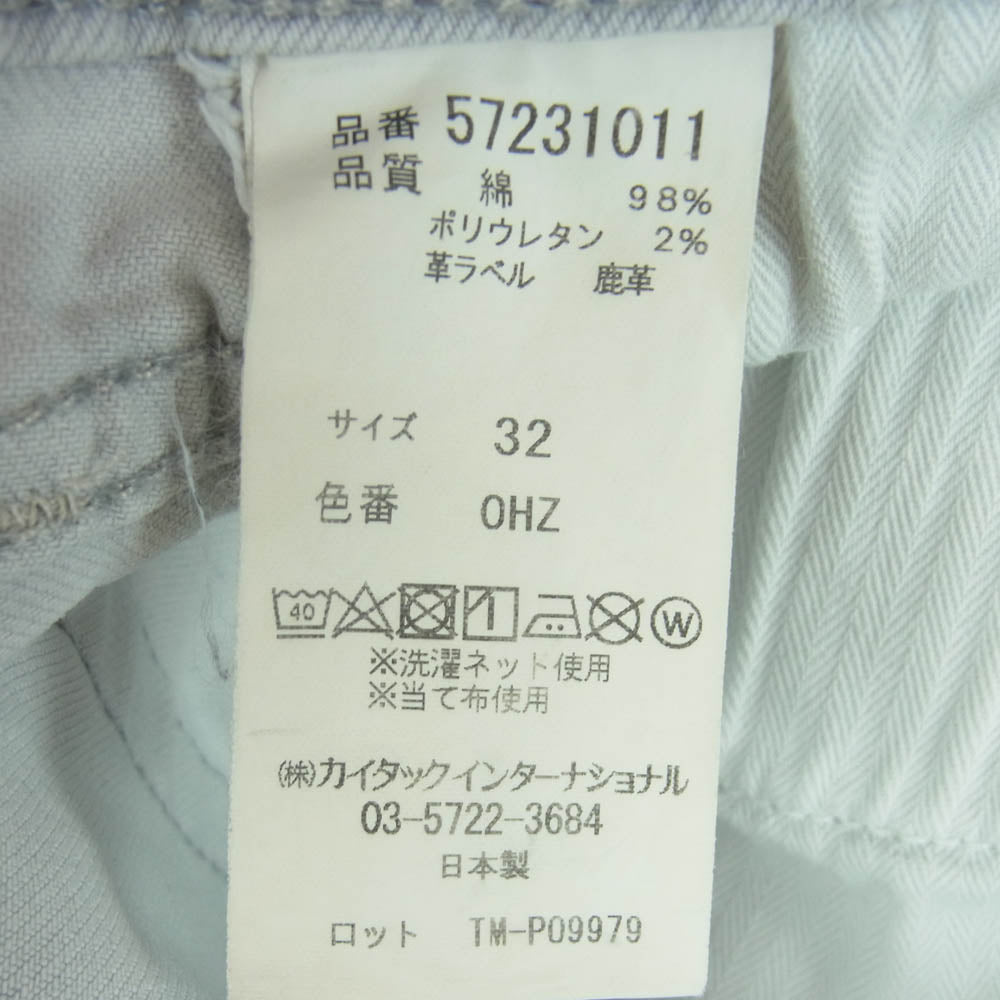 品番 57231011
品質 綿 98%
ポリウレタン 2%
革ラベル 鹿革
サイズ 32
色番 0HZ
40 W
※洗濯ネット使用
※当て布使用
㈱カイタックインターナショナル
03-5722-3684
日本製
ロット TM-P09979